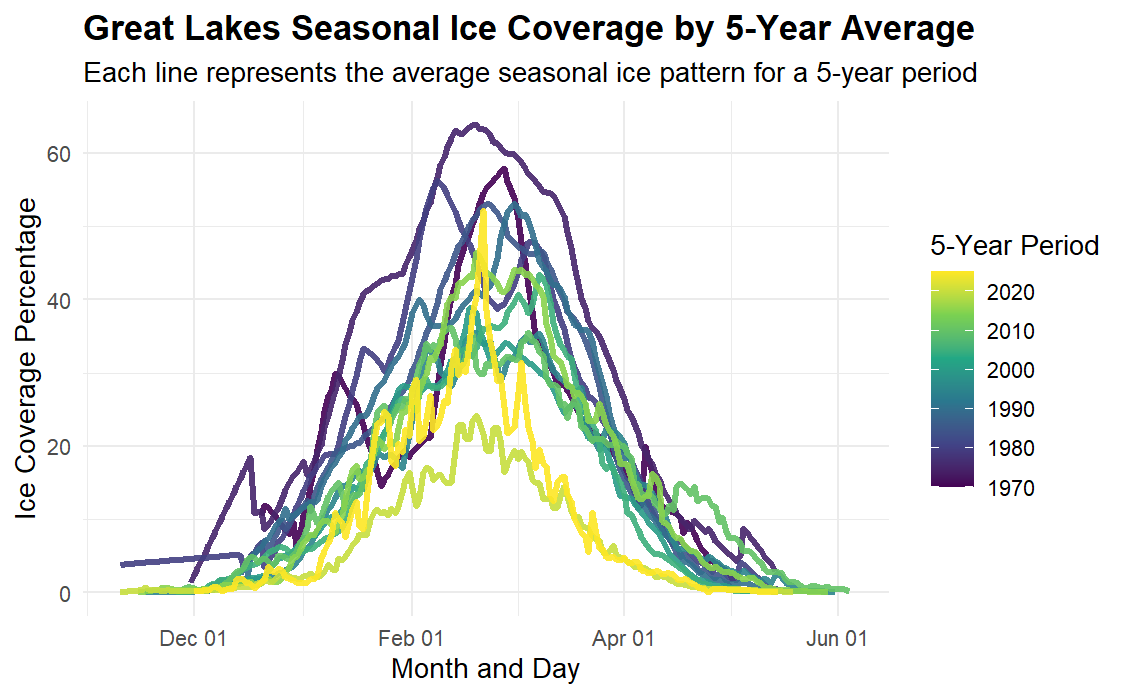 Great Lakes Seasonal Ice Coverage by 5-Year Average
Each line represents the average seasonal ice pattern for a 5-year period
Ice Coverage Percentage
60
40
20
0
Dec 01
Feb 01
Apr 01
Jun 01
Month and Day
5-Year Period
2020
2010
2000
1990
1980
1970